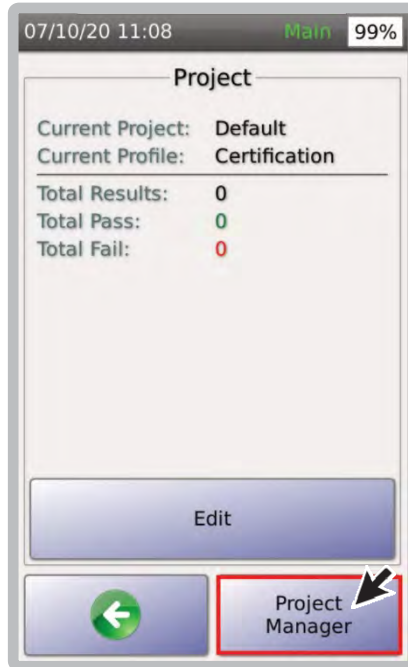 07/10/20 11:08 Main 99%
Project
Current Project: Default
Current Profile: Certification
Total Results: 0
Total Pass: 0
Total Fail: 0
Edit
Project
Manager